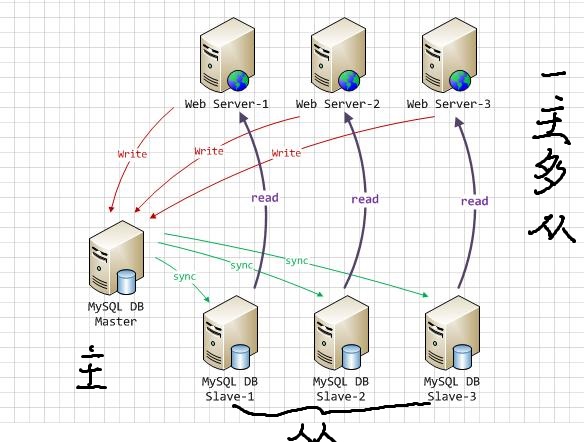 Web Server-1
Web Server-2
Web Server-3
一主多从
Write
Write
Write
read
read
read
sync
sync
sync
MySQL DB
Master
MySQL DB
Slave-1
MySQL DB
Slave-2
MySQL DB
Slave-3
主
从